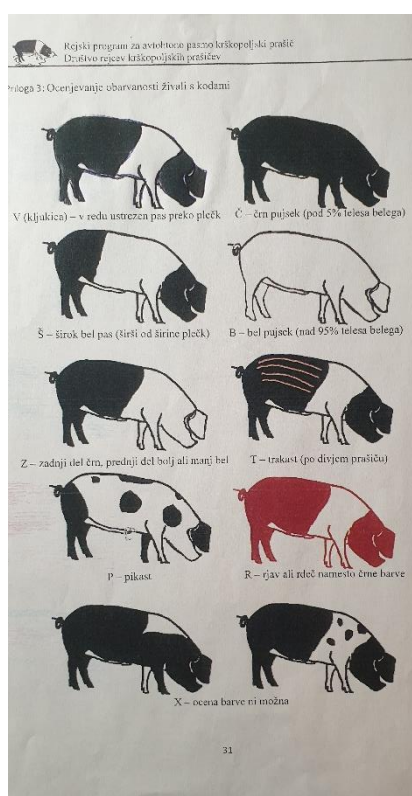 Rejski program za avtohtono pasmo krškopoljski prašič
Društvo rejcev krškopoljskih prašičev
Priloga 3: Ocenjevanje obarvanosti živali s kodami
V (kljukica) – v redu ustrezen pas preko plečk
Č – črn pujsek (pod 5% telesa belega)
Š – širok bel pas (širši od širine plečk)
B – bel pujsek (nad 95% telesa belega)
Z – zadnji del črn, prednji del bolj ali manj bel
T – trakast (po divjem prašiču)
P – pikast
R – rjav ali rdeč namesto črne barve
X – ocena barve ni možna
31